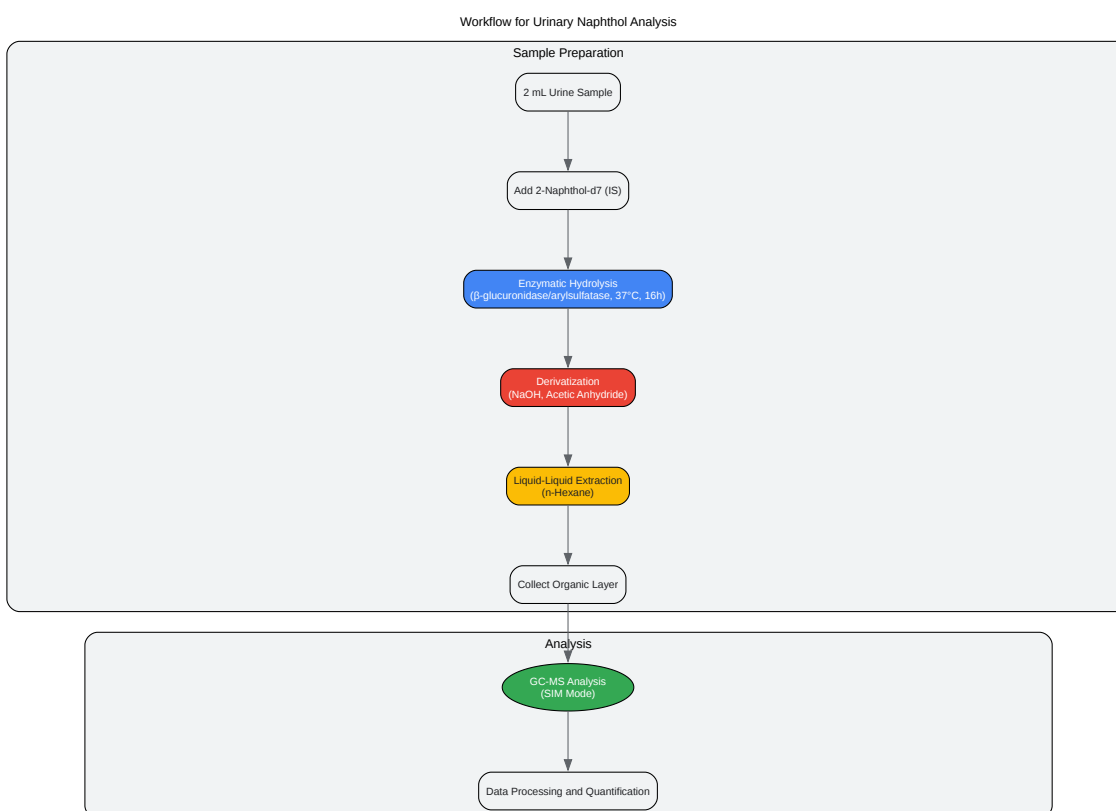 Workflow for Urinary Naphthol Analysis
Sample Preparation
2 mL Urine Sample
Add 2-Naphthol-d7 (IS)
Enzymatic Hydrolysis
(β-glucuronidase/arylsulfatase, 37°C, 16h)
Derivatization
(NaOH, Acetic Anhydride)
Liquid-Liquid Extraction
(n-Hexane)
Collect Organic Layer
Analysis
GC-MS Analysis
(SIM Mode)
Data Processing and Quantification